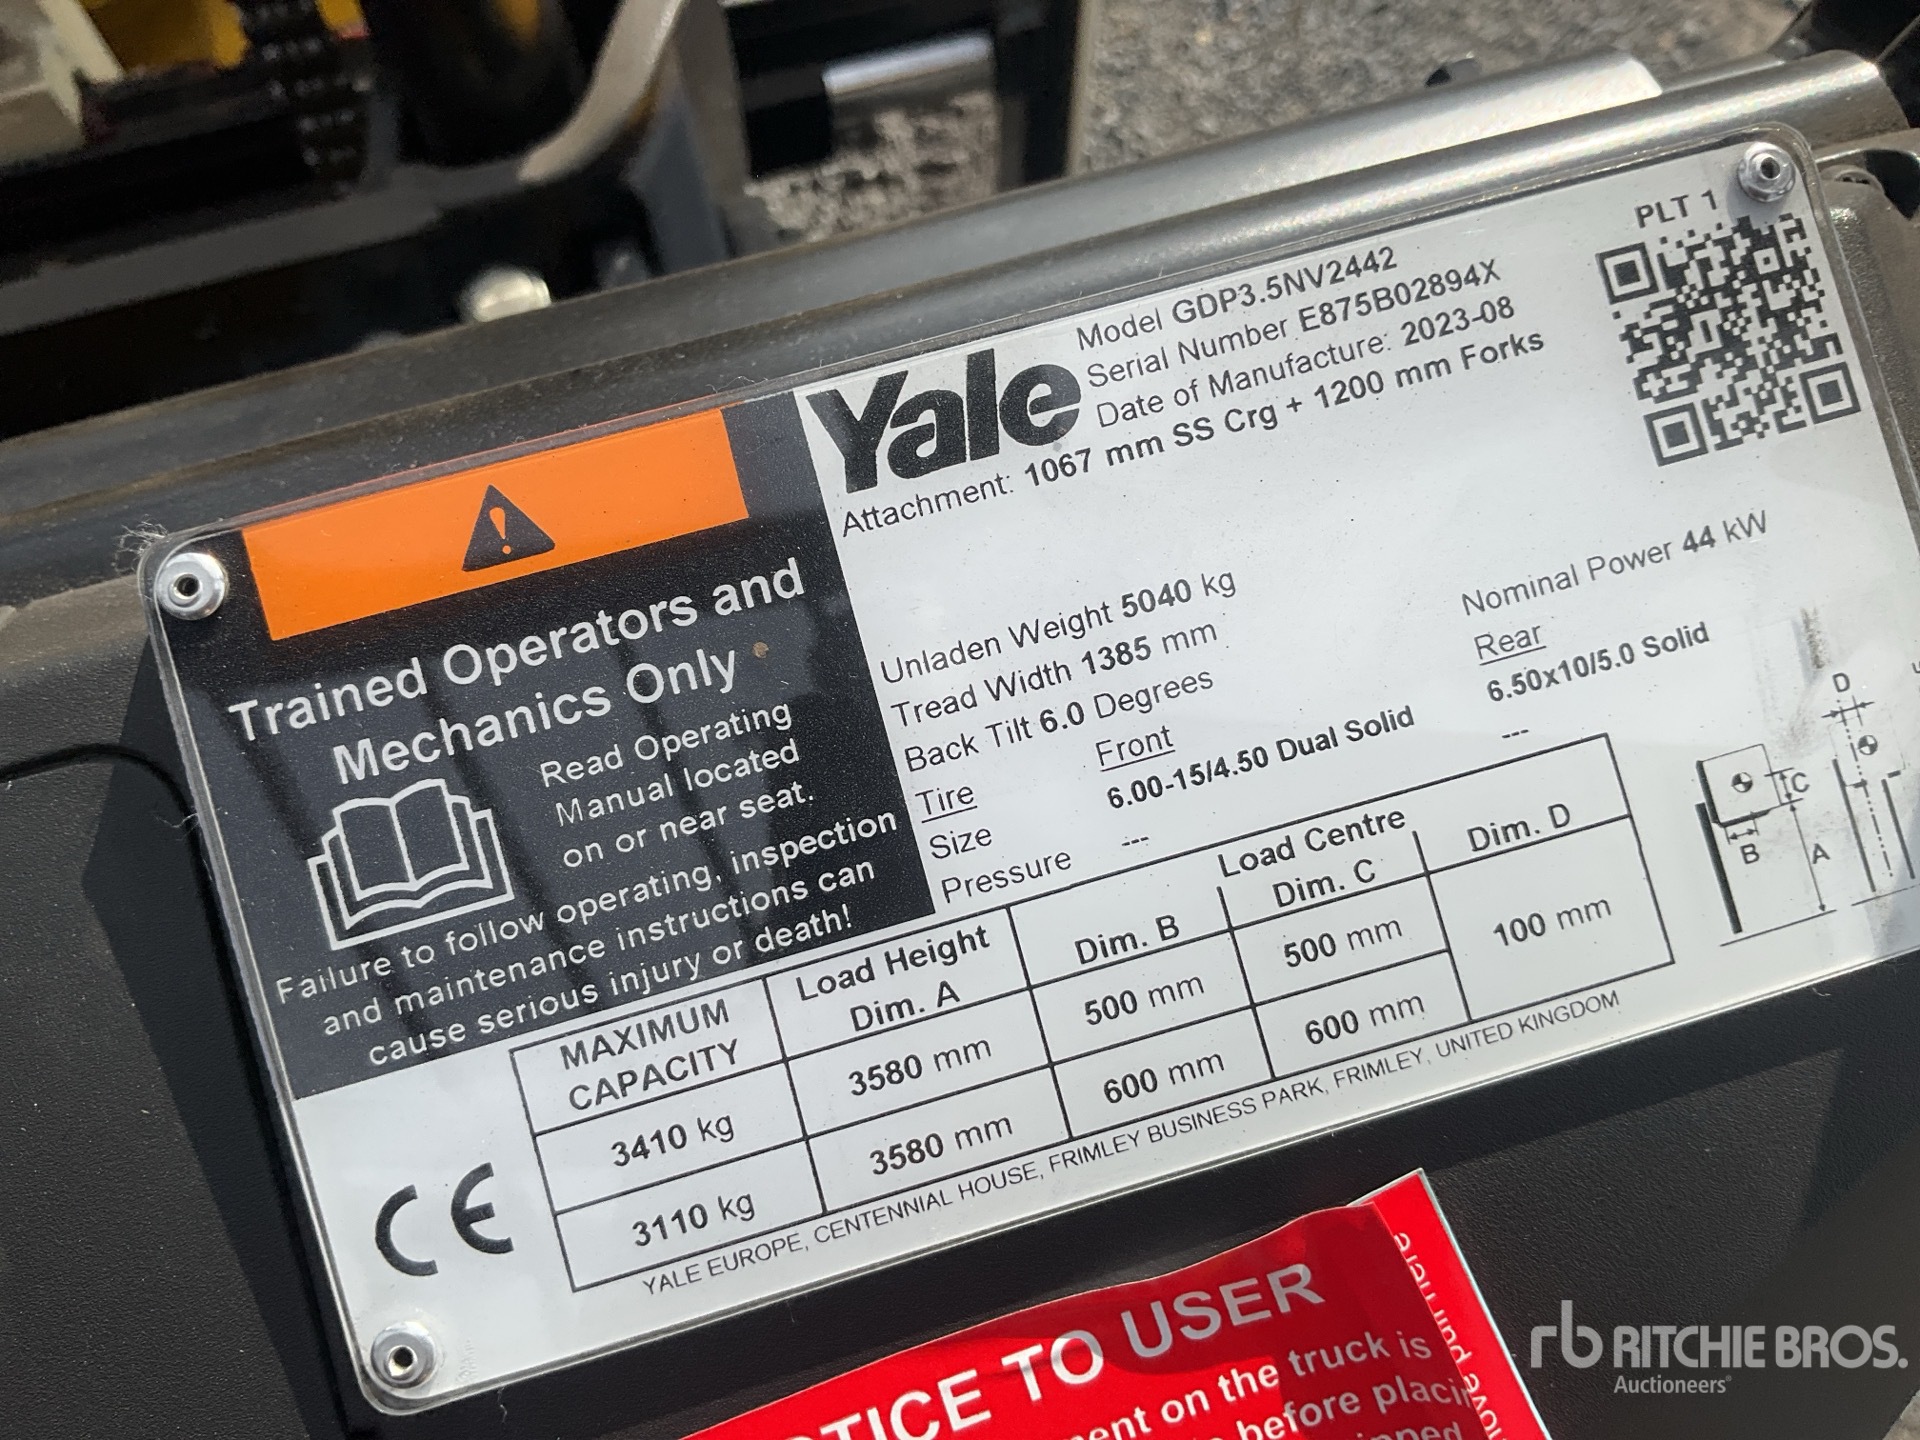 PLT 1
Yale
Model GDP3.5NV2442
Serial Number E875B02894X
Date of Manufacture: 2023-08
Attachment: 1067 mm SS Crg + 1200 mm Forks
Trained Operators and
Mechanics Only
Read Operating
Manual located
on or near seat.
Failure to follow operating, inspection
and maintenance instructions can
cause serious injury or death!
Unladen Weight 5040 kg
Nominal Power 44 kW
Tread Width 1385 mm
Back Tilt 6.0 Degrees
Tire Front Rear
Size 6.00-15/4.50 Dual Solid 6.50x10/5.0 Solid
Pressure --- ---
MAXIMUM CAPACITY Load Height Dim. A Dim. B Load Centre Dim. C Dim. D
3410 kg 3580 mm 500 mm 500 mm 100 mm
3110 kg 3580 mm 600 mm 600 mm
D
C
B
A
CE
YALE EUROPE, CENTENNIAL HOUSE, FRIMLEY BUSINESS PARK, FRIMLEY, UNITED KINGDOM
TO USER
on the truck is
before
rb RITCHIE BROS.
Auctioneers